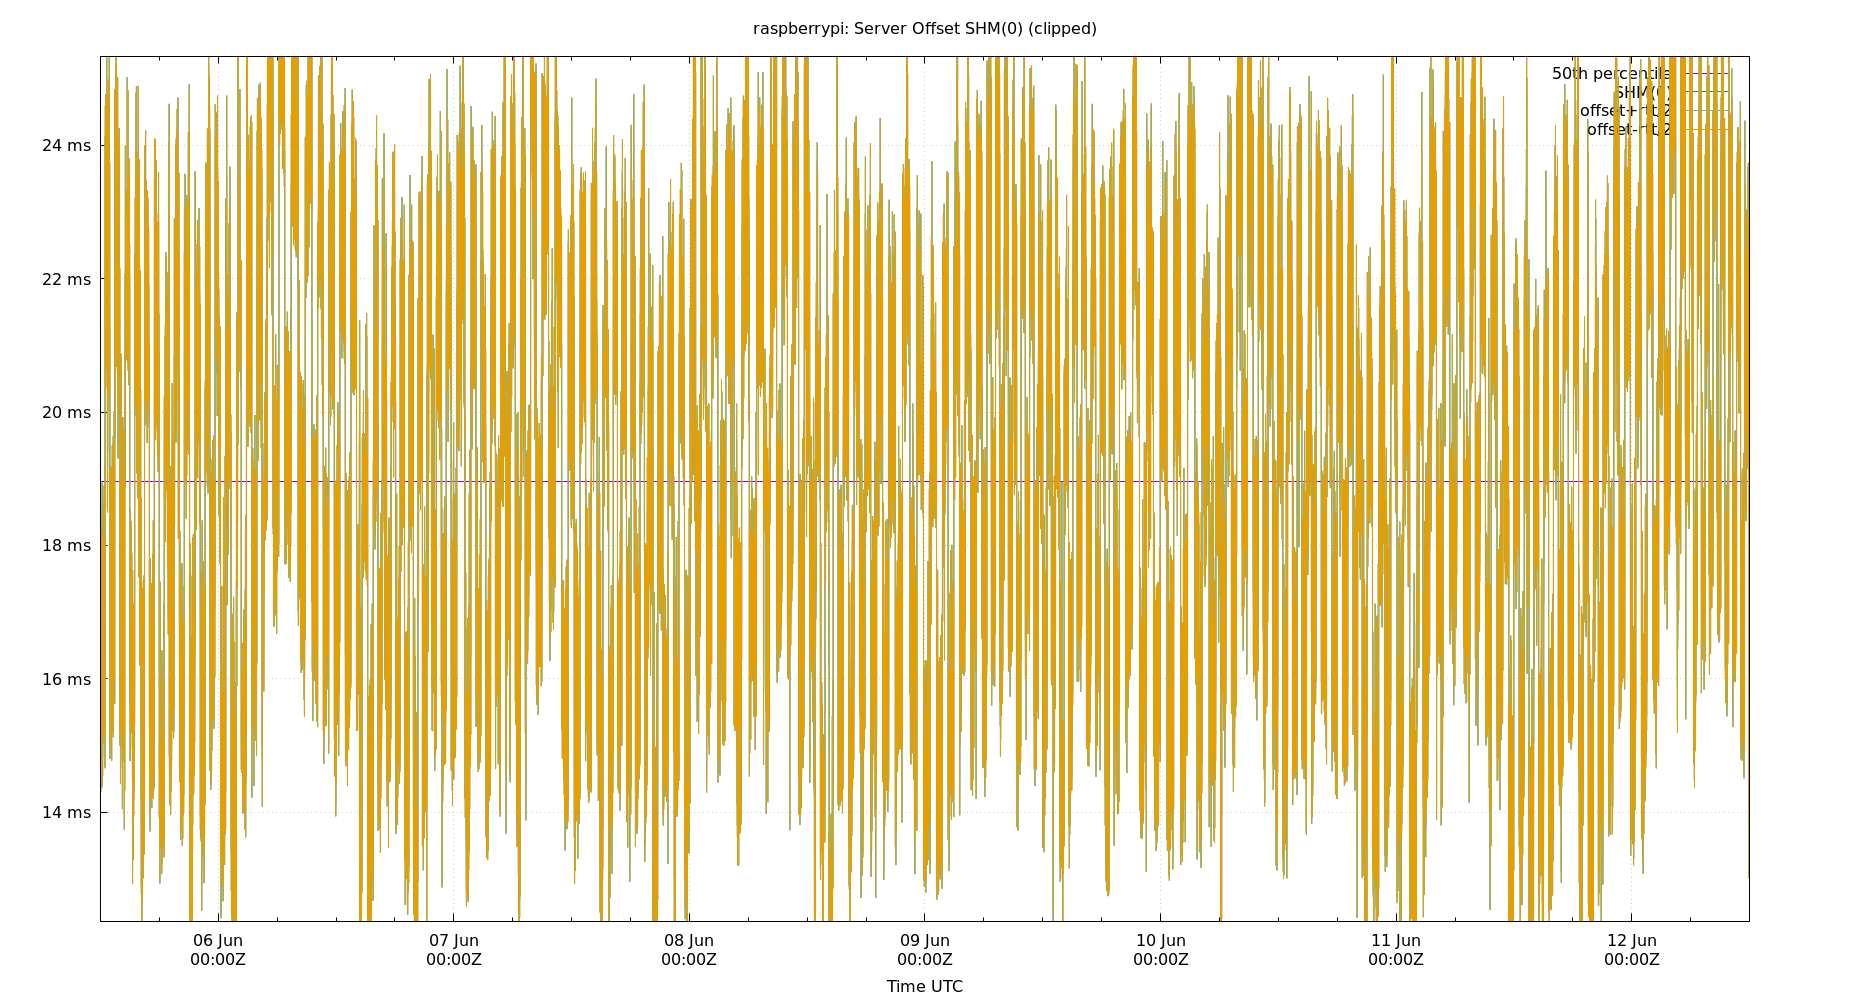 raspberrypi: Server Offset SHM(0) (clipped)
50th percentile
SHM(0)
offset+rtt/2
offset-rtt/2
24 ms
22 ms
20 ms
18 ms
16 ms
14 ms
06 Jun 07 Jun 08 Jun 09 Jun 10 Jun 11 Jun 12 Jun
00:00Z 00:00Z 00:00Z 00:00Z 00:00Z 00:00Z 00:00Z
Time UTC